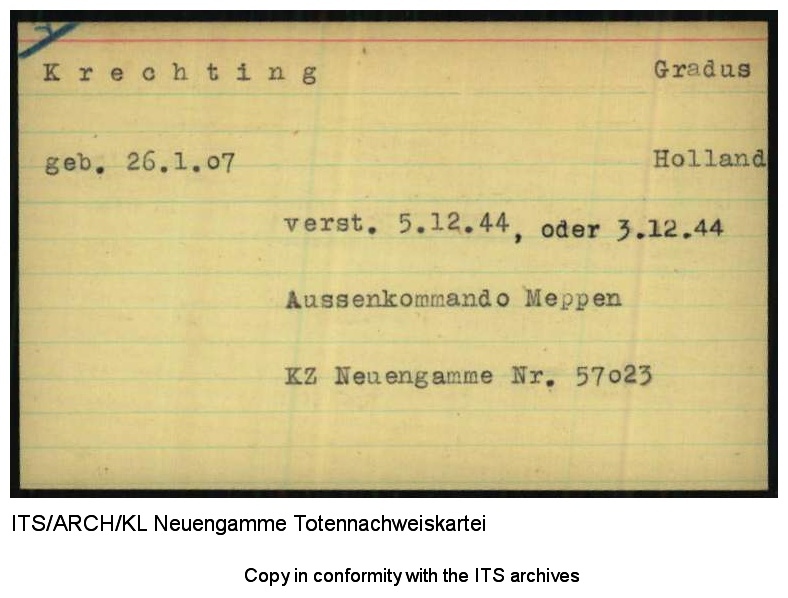 K r e c h t i n g Gradus
geb. 26.1.o7 Holland
verst. 5.12.44, oder 3.12.44
Aussenkommando Meppen
KZ Neuengamme Nr. 57o23
ITS/ARCH/KL Neuengamme Totennachweiskartei
Copy in conformity with the ITS archives